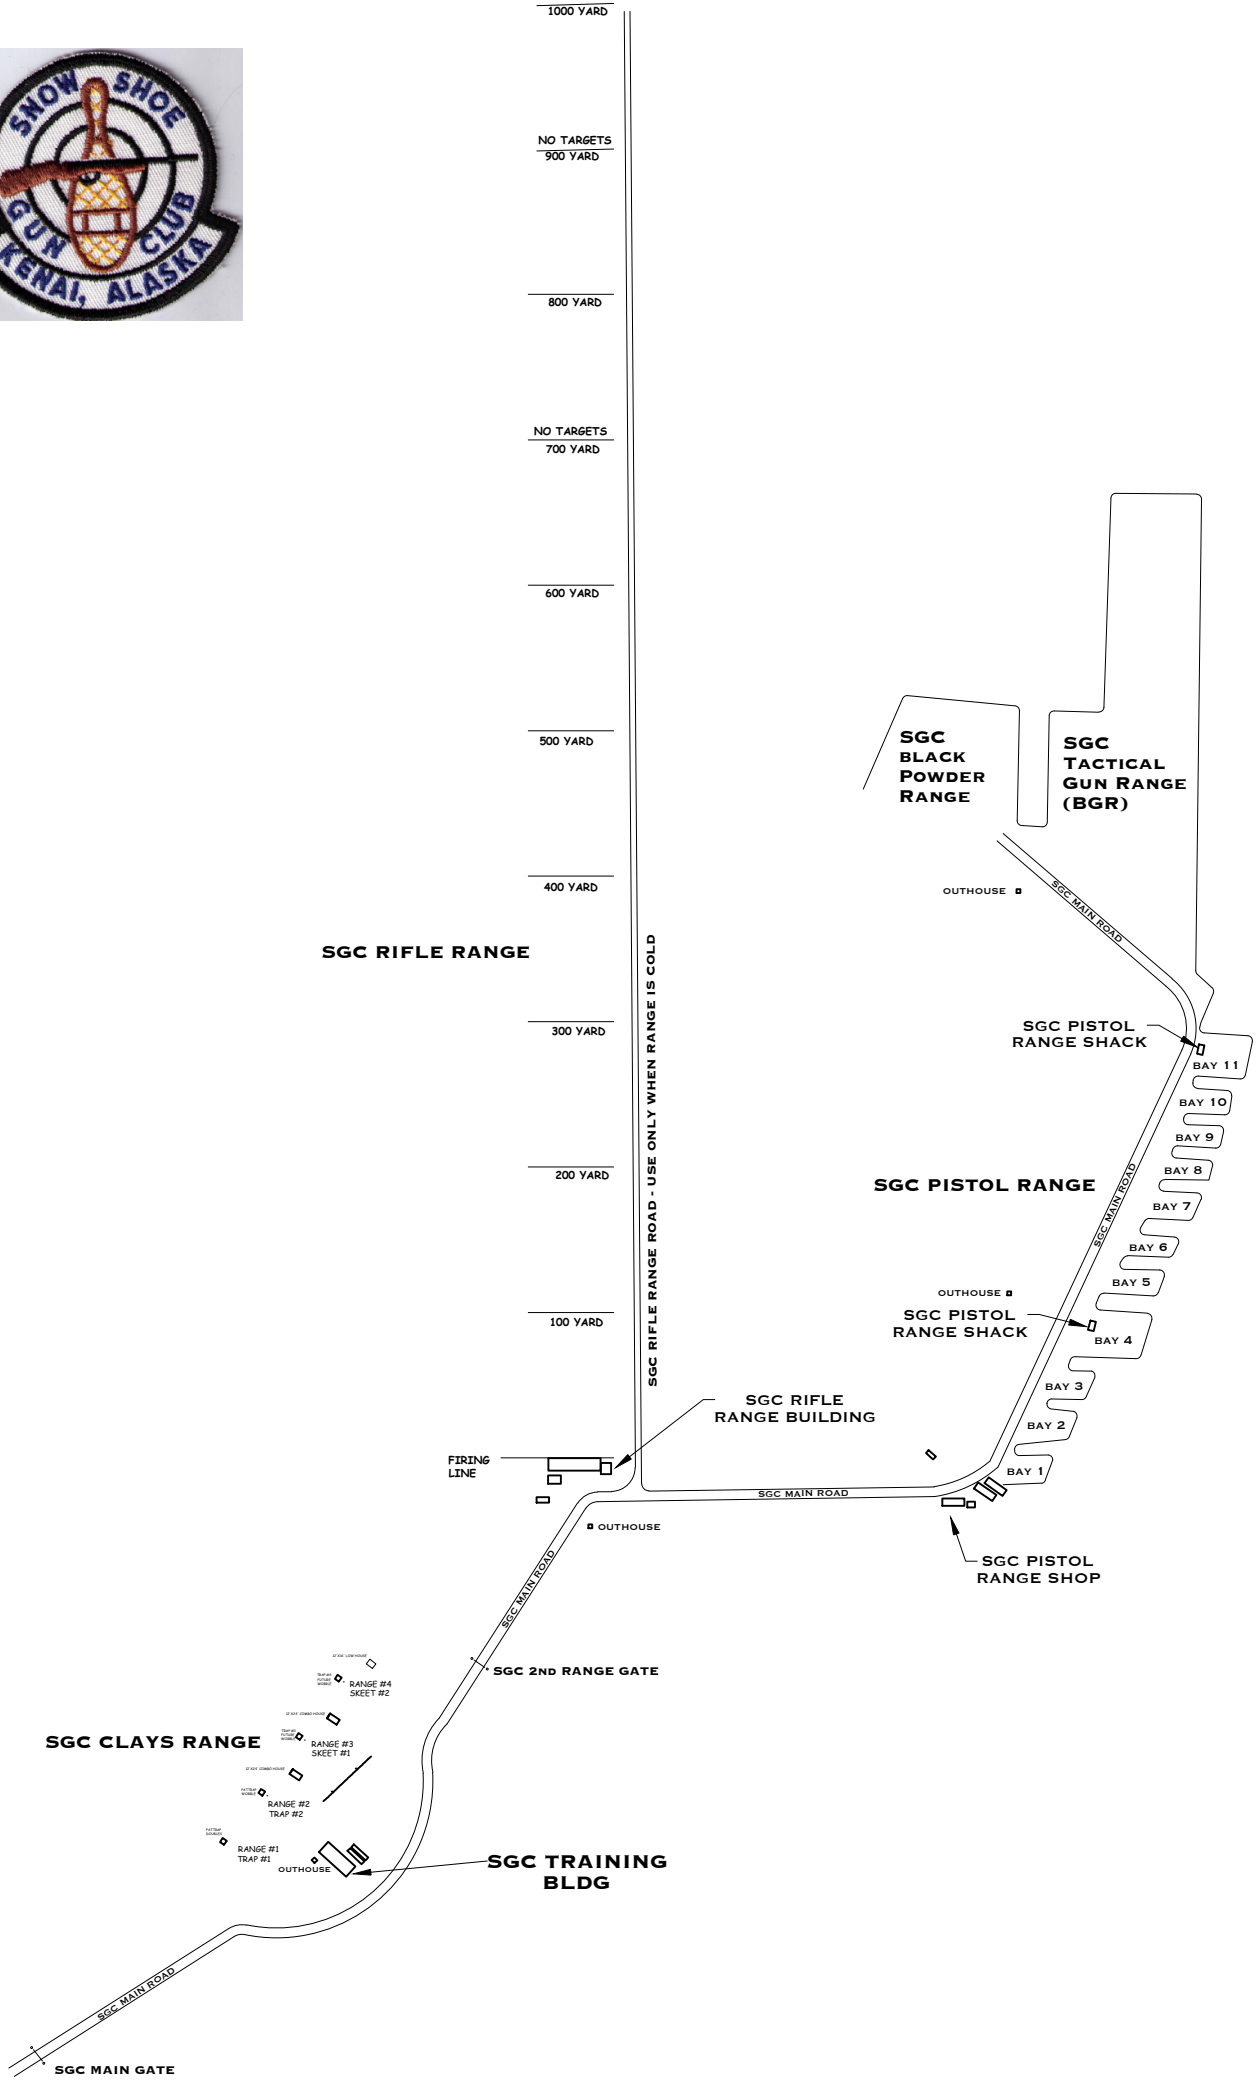 1000 YARD
SNOW SHOE
GUN CLUB
KENAI, ALASKA
NO TARGETS
900 YARD
800 YARD
NO TARGETS
700 YARD
600 YARD
500 YARD
SGC
BLACK
POWDER
RANGE
SGC
TACTICAL
GUN RANGE
(BGR)
400 YARD
OUTHOUSE
SGC MAIN ROAD
SGC RIFLE RANGE
SGC RIFLE RANGE ROAD - USE ONLY WHEN RANGE IS COLD
300 YARD
SGC PISTOL
RANGE SHACK
BAY 11
BAY 10
BAY 9
BAY 8
BAY 7
BAY 6
BAY 5
BAY 4
BAY 3
BAY 2
BAY 1
200 YARD
SGC PISTOL RANGE
SGC MAIN ROAD
OUTHOUSE
SGC PISTOL
RANGE SHACK
100 YARD
SGC RIFLE
RANGE BUILDING
FIRING
LINE
SGC MAIN ROAD
OUTHOUSE
SGC PISTOL
RANGE SHOP
SGC MAIN ROAD
SGC 2ND RANGE GATE
12'X16' LOW HOUSE
RANGE #4
SKEET #2
SGC CLAYS RANGE
RANGE #3
SKEET #1
RANGE #2
TRAP #2
RANGE #1
TRAP #1
OUTHOUSE
SGC TRAINING
BLDG
SGC MAIN ROAD
SGC MAIN GATE